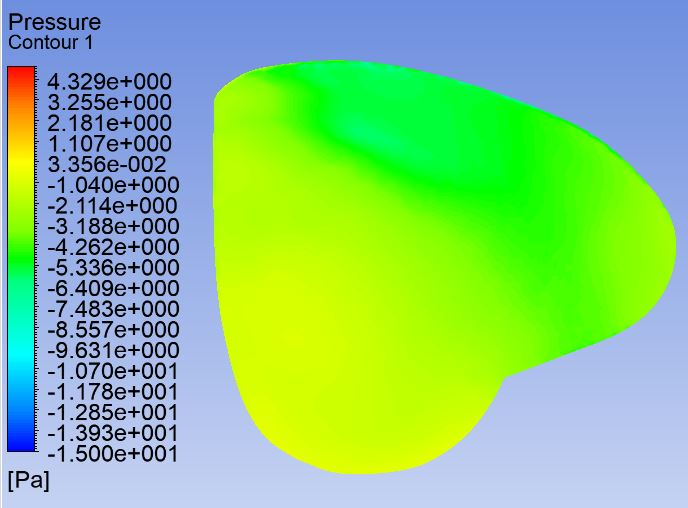 Pressure
Contour 1
4.329e+000
3.255e+000
2.181e+000
1.107e+000
3.356e-002
-1.040e+000
-2.114e+000
-3.188e+000
-4.262e+000
-5.336e+000
-6.409e+000
-7.483e+000
-8.557e+000
-9.631e+000
-1.070e+001
-1.178e+001
-1.285e+001
-1.393e+001
-1.500e+001
[Pa]